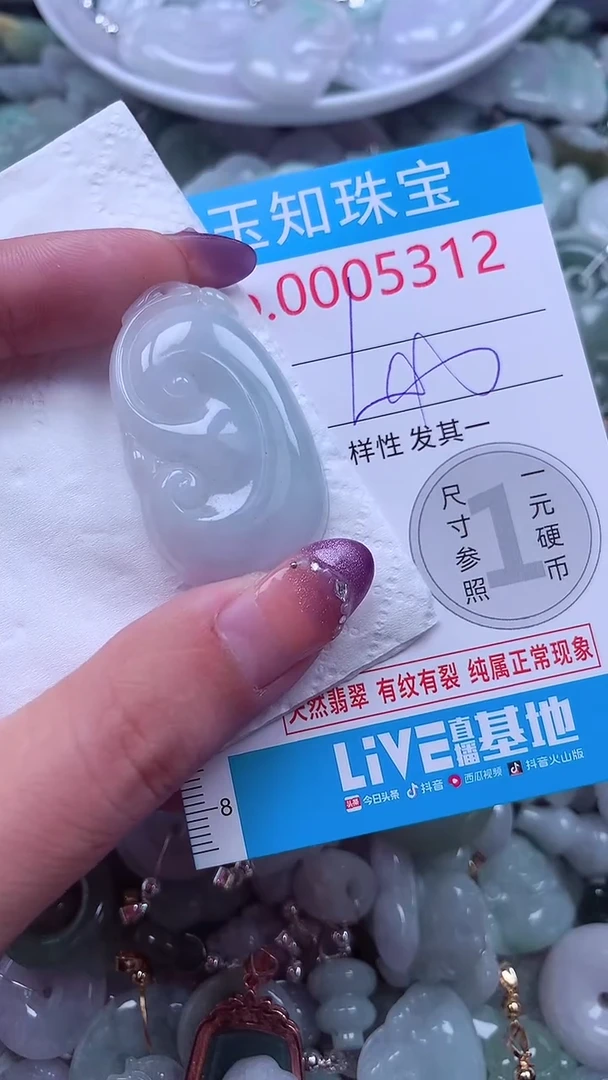 玉知珠宝
.0005312
样性 发其一
尺寸参照
一元硬币
1
天然翡翠 有纹有裂 纯属正常现象
LiVE直播基地
头条 今日头条 抖音 西瓜视频 抖音火山版
8